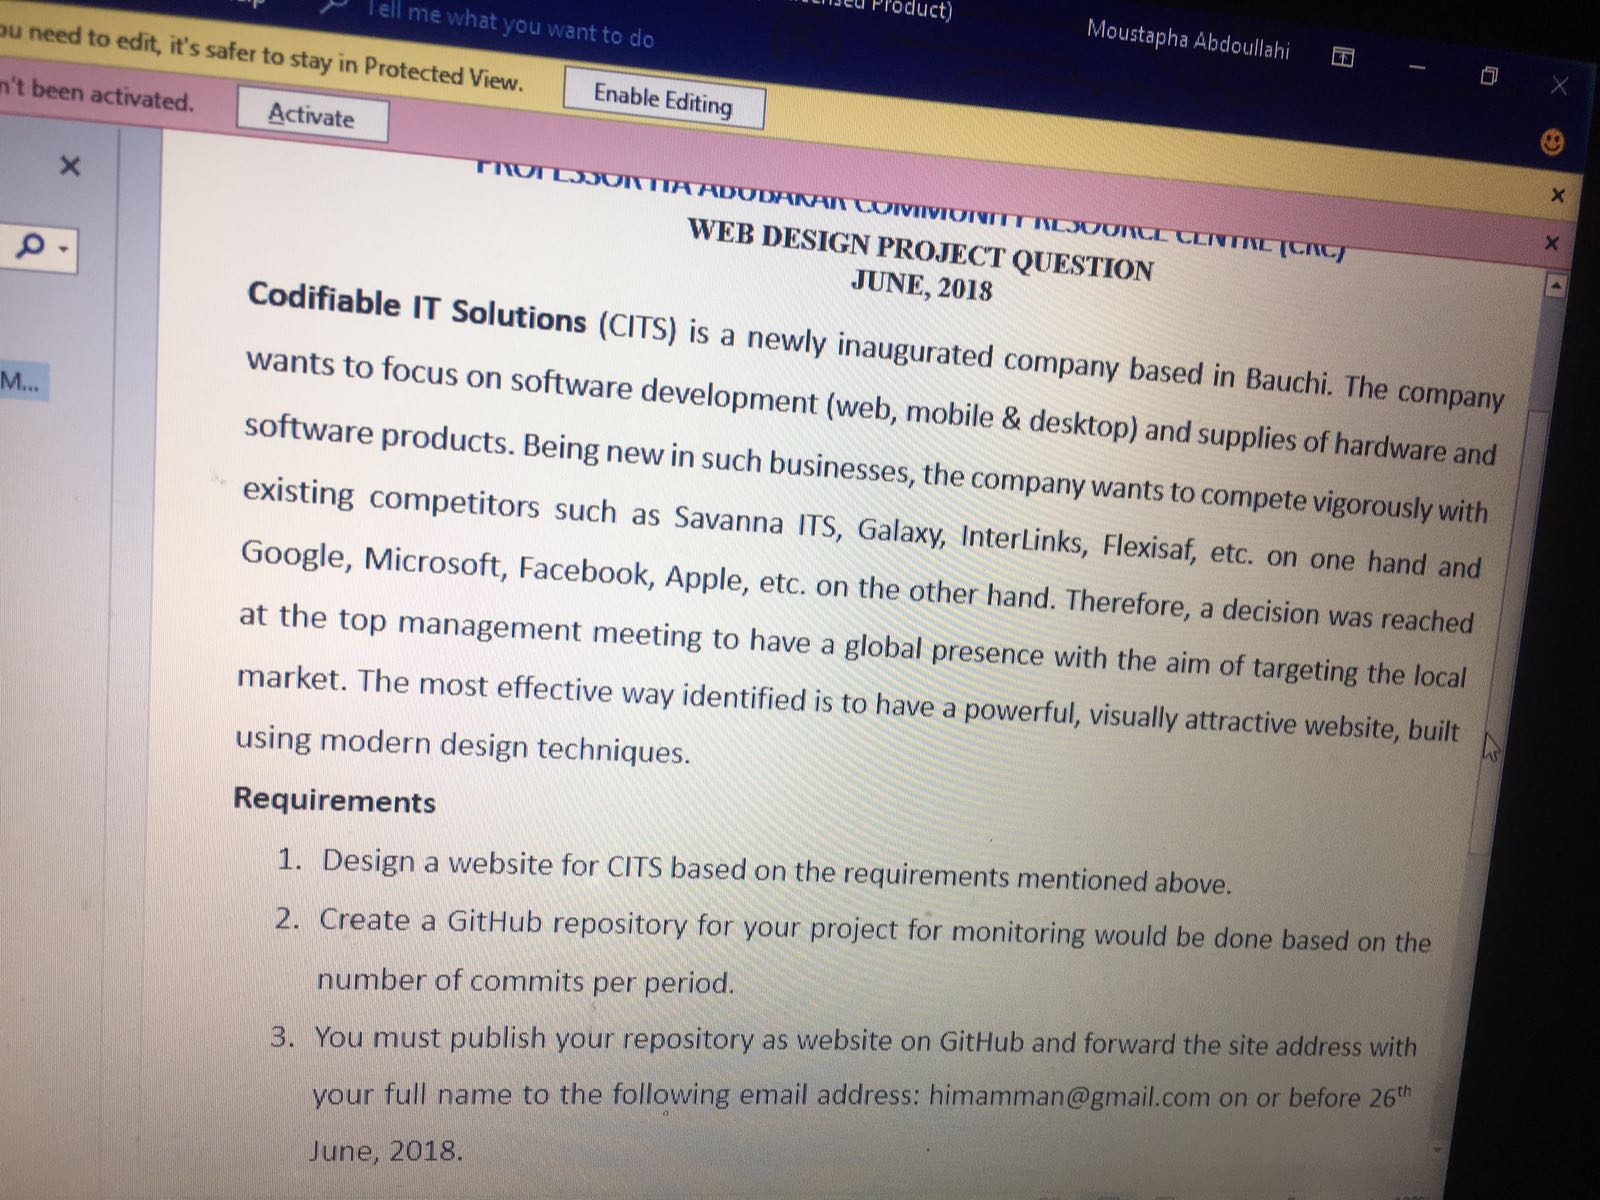 Product)
Tell me what you want to do
Moustapha Abdoullahi
ou need to edit, it's safer to stay in Protected View.
Enable Editing
n't been activated.
Activate
ABUBAKAR COMMUNITY RESOURCE CENTRE (CRC)
WEB DESIGN PROJECT QUESTION
JUNE, 2018
M...
Codifiable IT Solutions (CITS) is a newly inaugurated company based in Bauchi. The company
wants to focus on software development (web, mobile & desktop) and supplies of hardware and
software products. Being new in such businesses, the company wants to compete vigorously with
existing competitors such as Savanna ITS, Galaxy, InterLinks, Flexisaf, etc. on one hand and
Google, Microsoft, Facebook, Apple, etc. on the other hand. Therefore, a decision was reached
at the top management meeting to have a global presence with the aim of targeting the local
market. The most effective way identified is to have a powerful, visually attractive website, built
using modern design techniques.
Requirements
1. Design a website for CITS based on the requirements mentioned above.
2. Create a GitHub repository for your project for monitoring would be done based on the
number of commits per period.
3. You must publish your repository as website on GitHub and forward the site address with
your full name to the following email address: himamman@gmail.com on or before 26th
June, 2018.